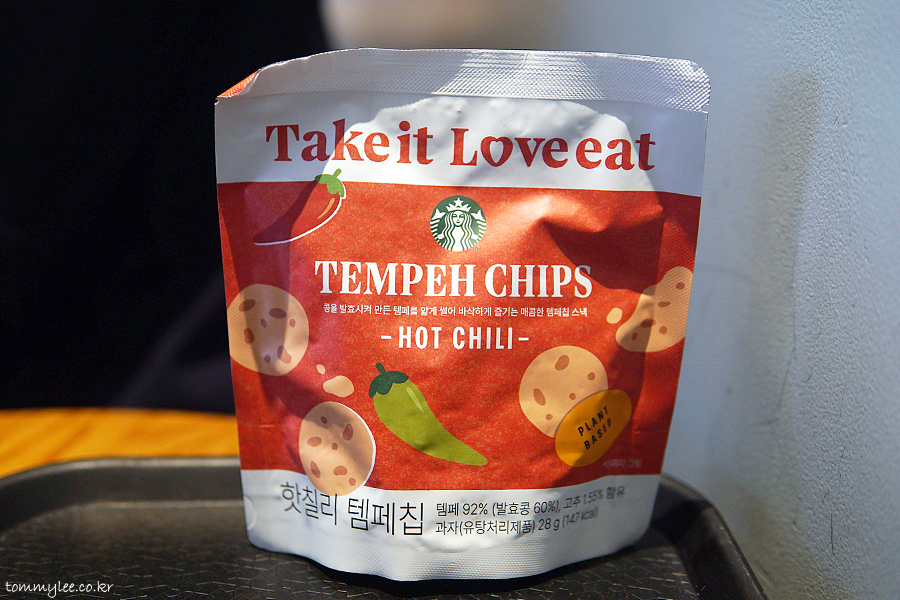 Take it Love eat
TEMPEH CHIPS
콩을 발효시켜 만든 템페를 얇게 썰어 바삭하게 즐기는 매콤한 템페칩 스낵
-HOT CHILI-
PLANT
BASED
핫칠리 템페칩
템페 92% (발효콩 60%), 고추 1.55% 함유
과자(유탕처리제품) 28 g (147 kcal)
tommylee.co.kr